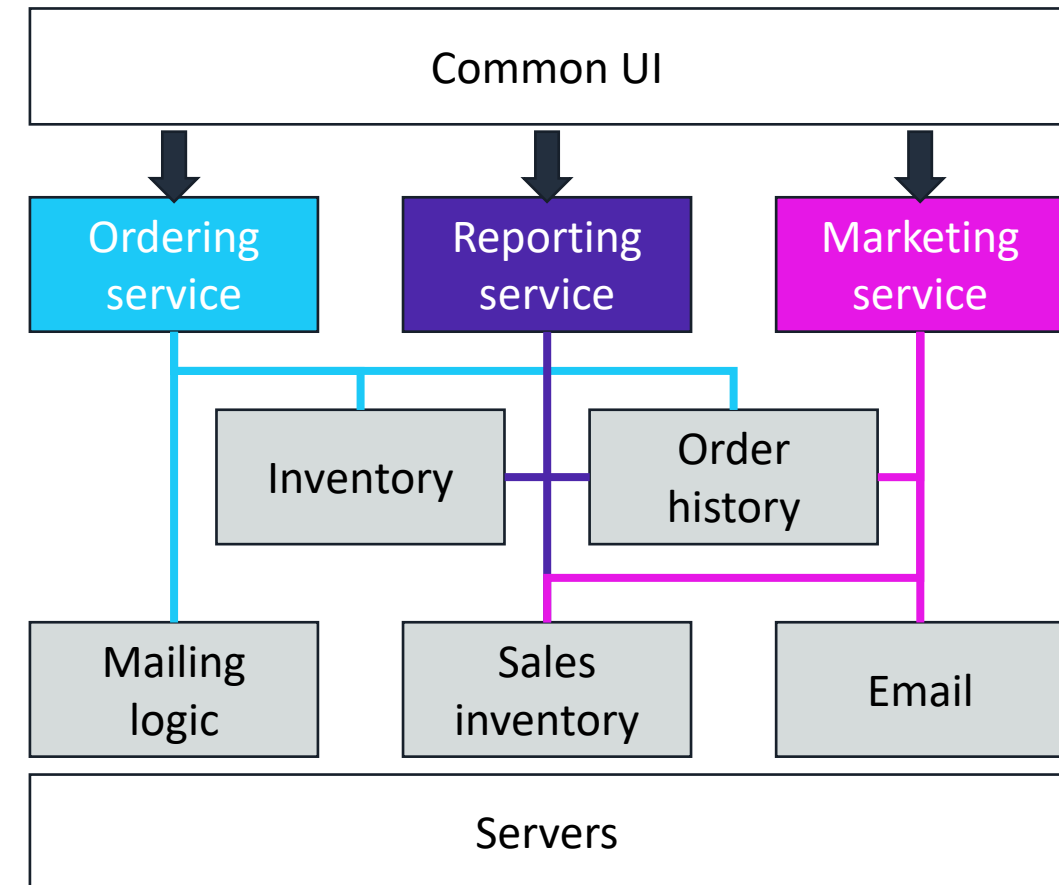 Common UI
Ordering
service
Reporting
service
Marketing
service
Inventory
Order
history
Mailing
logic
Sales
inventory
Email
Servers